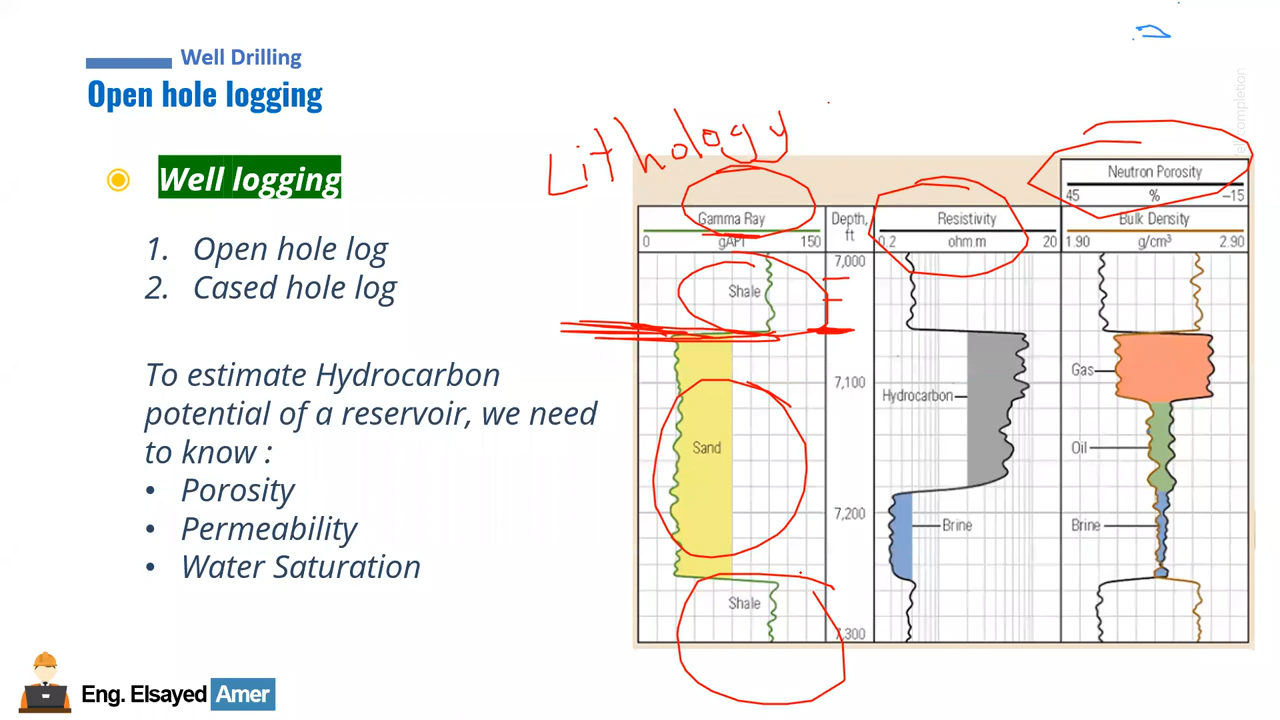 Well Drilling
Open hole logging
Well logging
1. Open hole log
2. Cased hole log
To estimate Hydrocarbon
potential of a reservoir, we need
to know :
• Porosity
• Permeability
• Water Saturation
Eng. Elsayed Amer
Lithology
Gamma Ray
0 gAPI 150
Depth,
ft
Resistivity
0.2 ohm.m 20
Neutron Porosity
45 % –15
Bulk Density
1.90 g/cm³ 2.90
7,000
Shale
7,100
Gas
Hydrocarbon
Sand
Oil
7,200
Brine
Brine
Shale
7,300